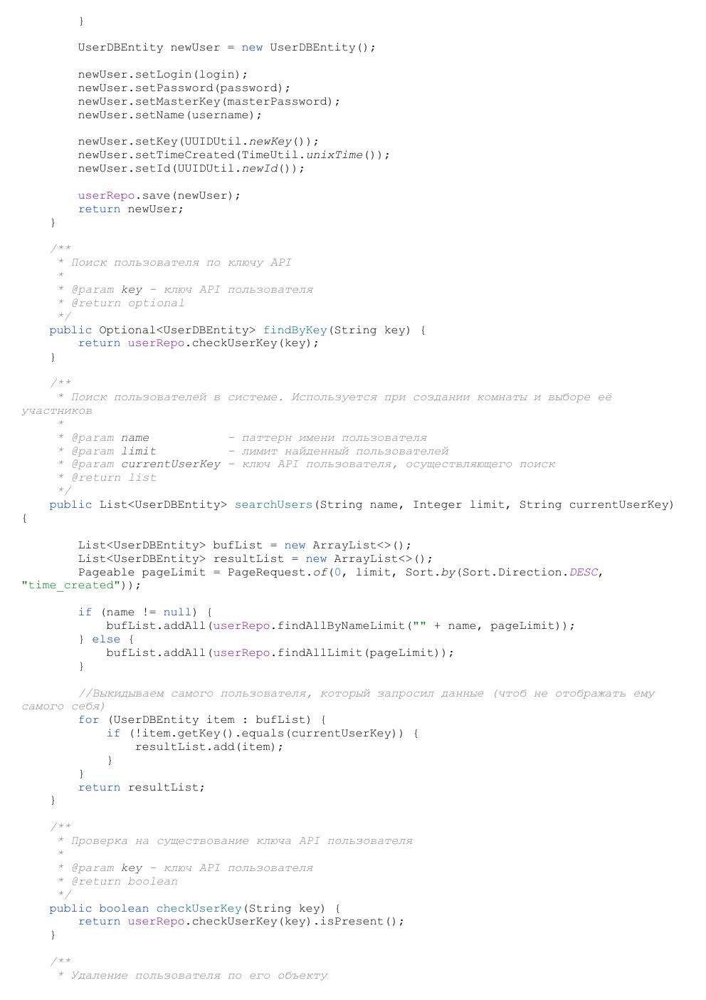 }

        UserDBEntity newUser = new UserDBEntity();

        newUser.setLogin(login);
        newUser.setPassword(password);
        newUser.setMasterKey(masterPassword);
        newUser.setName(username);

        newUser.setKey(UUIDUtil.newKey());
        newUser.setTimeCreated(TimeUtil.unixTime());
        newUser.setId(UUIDUtil.newId());

        userRepo.save(newUser);
        return newUser;
    }

    /**
     * Поиск пользователя по ключу API
     *
     * @param key – ключ API пользователя
     * @return optional
     */
    public Optional<UserDBEntity> findByKey(String key) {
        return userRepo.checkUserKey(key);
    }

    /**
     * Поиск пользователей в системе. Используется при создании комнаты и выборе её
участников
     *
     * @param name           – паттерн имени пользователя
     * @param limit          – лимит найденный пользователей
     * @param currentUserKey – ключ API пользователя, осуществляющего поиск
     * @return list
     */
    public List<UserDBEntity> searchUsers(String name, Integer limit, String currentUserKey)
{

        List<UserDBEntity> bufList = new ArrayList<>();
        List<UserDBEntity> resultList = new ArrayList<>();
        Pageable pageLimit = PageRequest.of(0, limit, Sort.by(Sort.Direction.DESC,
"time_created"));

        if (name != null) {
            bufList.addAll(userRepo.findAllByNameLimit("" + name, pageLimit));
        } else {
            bufList.addAll(userRepo.findAllLimit(pageLimit));
        }

        //Выкидываем самого пользователя, который запросил данные (чтоб не отображать ему
самого себя)
        for (UserDBEntity item : bufList) {
            if (!item.getKey().equals(currentUserKey)) {
                resultList.add(item);
            }
        }
        return resultList;
    }

    /**
     * Проверка на существование ключа API пользователя
     *
     * @param key – ключ API пользователя
     * @return boolean
     */
    public boolean checkUserKey(String key) {
        return userRepo.checkUserKey(key).isPresent();
    }

    /**
     * Удаление пользователя по его объекту